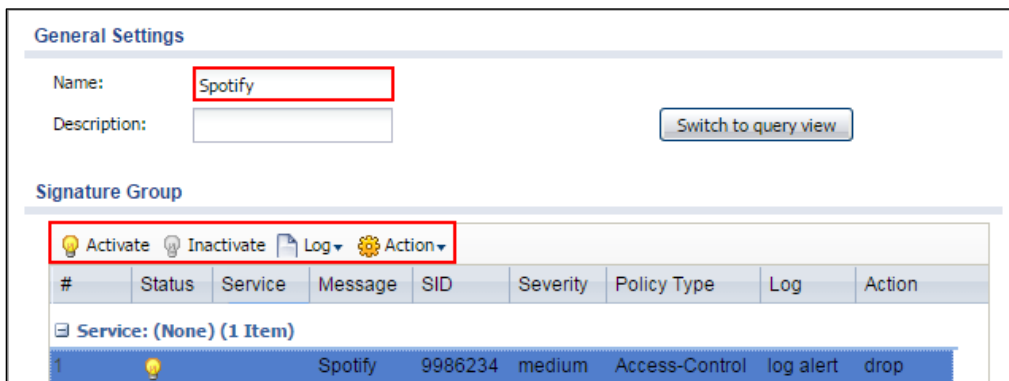 General Settings
Name: Spotify
Description:
Switch to query view
Signature Group
Activate Inactivate Log Action
# Status Service Message SID Severity Policy Type Log Action
Service: (None) (1 Item)
1 Spotify 9986234 medium Access-Control log alert drop